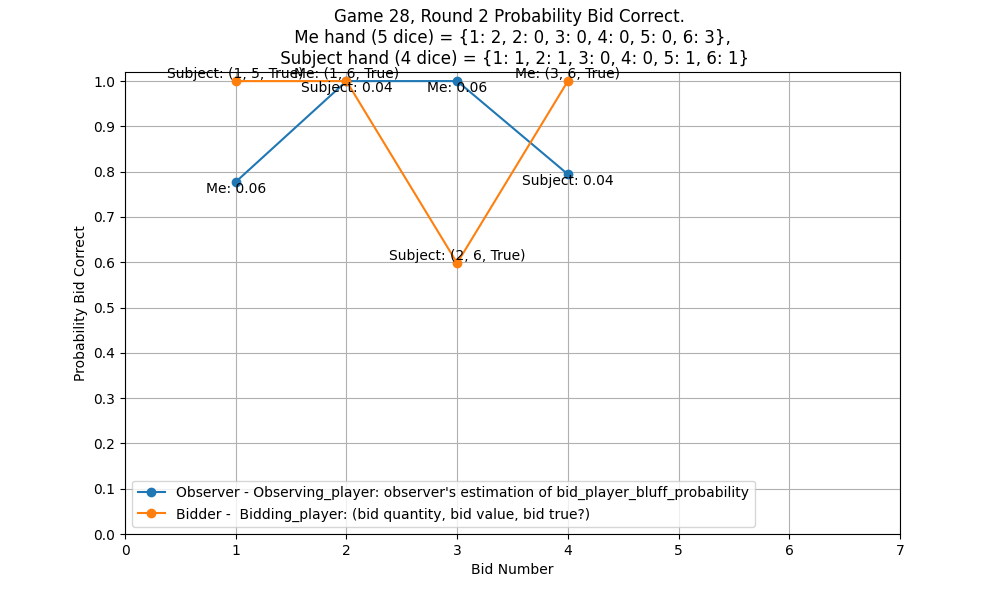 Game 28, Round 2 Probability Bid Correct.
Me hand (5 dice) = {1: 2, 2: 0, 3: 0, 4: 0, 5: 0, 6: 3},
Subject hand (4 dice) = {1: 1, 2: 1, 3: 0, 4: 0, 5: 1, 6: 1}
Subject: (1, 5, True)
Me: (1, 6, True)
Me: (3, 6, True)
Subject: 0.04
Me: 0.06
Me: 0.06
Subject: 0.04
Subject: (2, 6, True)
1.0
0.9
0.8
0.7
0.6
0.5
0.4
0.3
0.2
0.1
0.0
Probability Bid Correct
Observer - Observing_player: observer's estimation of bid_player_bluff_probability
Bidder -  Bidding_player: (bid quantity, bid value, bid true?)
0 1 2 3 4 5 6 7
Bid Number